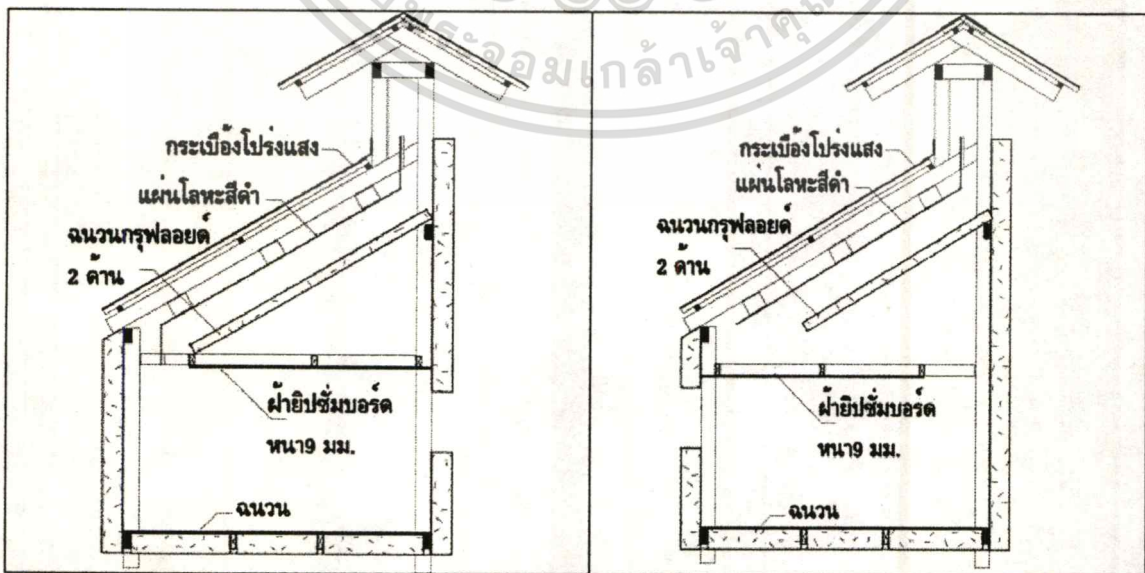 พระจอมเกล้าเจ้าคุณ
กระเบื้องโปร่งแสง
แผ่นโลหะสีดำ
ฉนวนกรุฟลอยด์
2 ด้าน
ฝ้ายิปซั่มบอร์ด
หนา9 มม.
ฉนวน
กระเบื้องโปร่งแสง
แผ่นโลหะสีดำ
ฉนวนกรุฟลอยด์
2 ด้าน
ฝ้ายิปซั่มบอร์ด
หนา9 มม.
ฉนวน